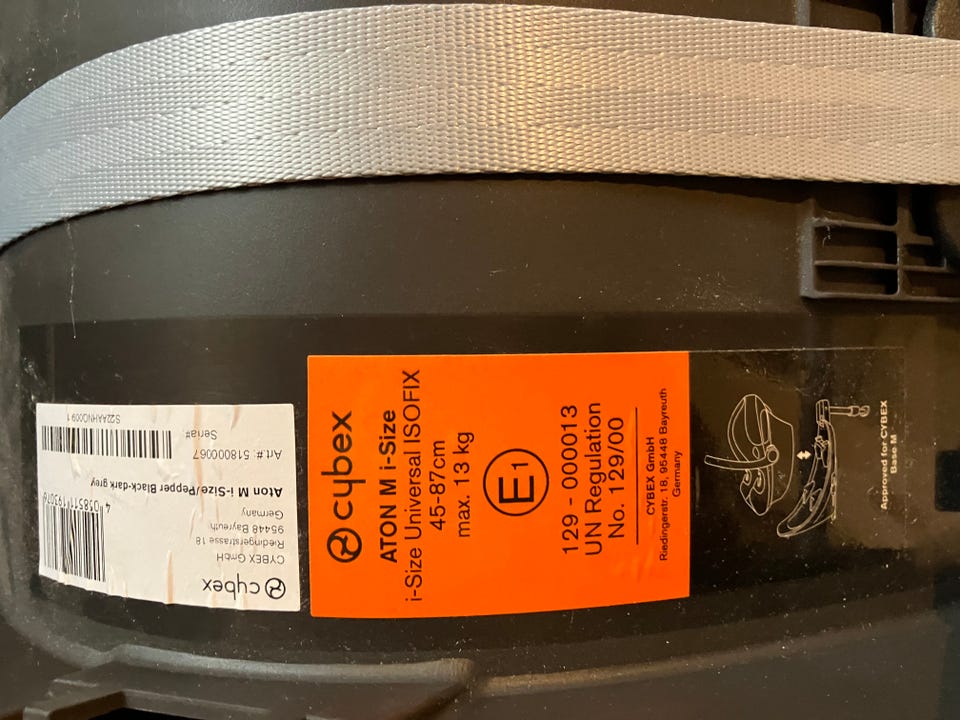 cybex
ATON M i-Size
i-Size Universal ISOFIX
45-87cm
max. 13 kg
E1
129 - 000013
UN Regulation
No. 129/00
CYBEX GmbH
Riedingerstr. 18, 95448 Bayreuth
Germany
Approved for CYBEX
Base M
cybex
CYBEX GmbH
Riedingerstrasse 18
95448 Bayreuth
Germany
Aton M i-Size/Pepper Black-dark grey
Art.#: 518000067
Serial#